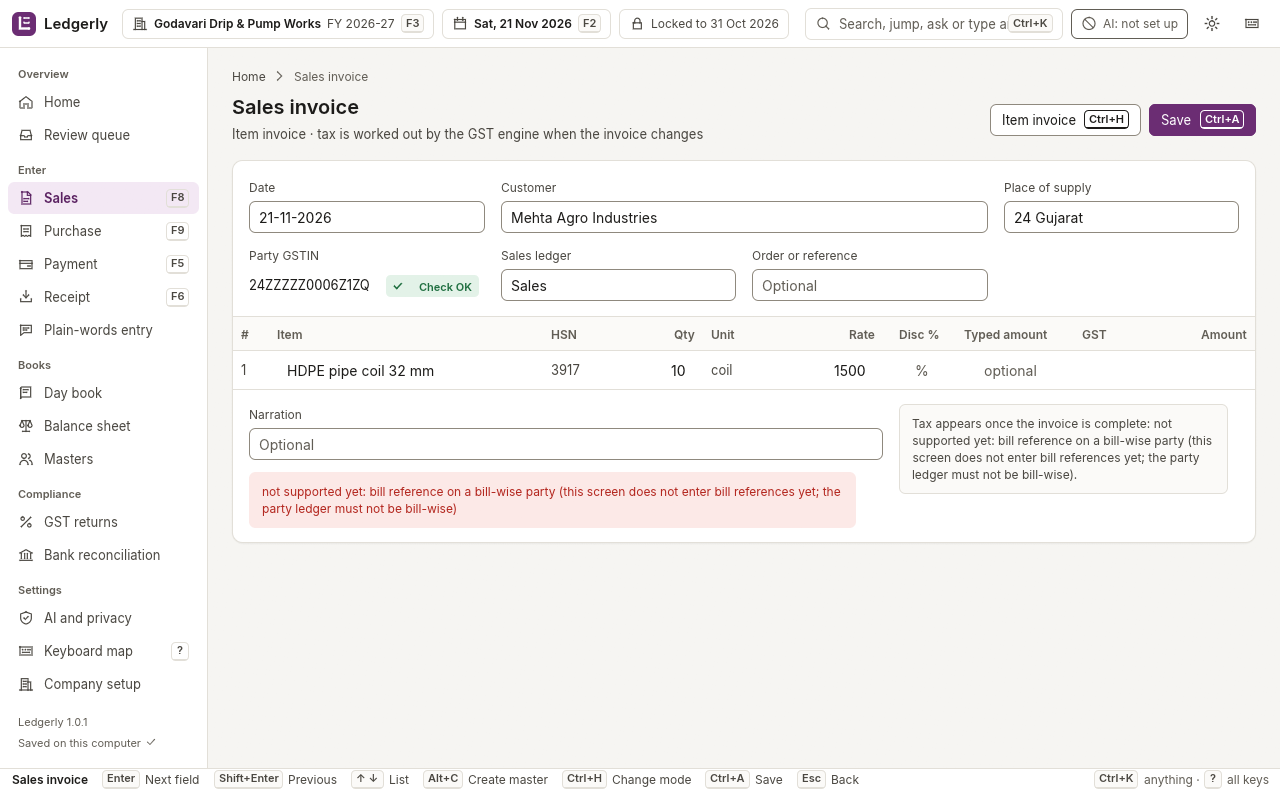 Ledgerly
Godavari Drip & Pump Works FY 2026-27 F3
Sat, 21 Nov 2026 F2
Locked to 31 Oct 2026
Search, jump, ask or type a Ctrl+K
AI: not set up
Overview
Home
Review queue
Enter
Sales F8
Purchase F9
Payment F5
Receipt F6
Plain-words entry
Books
Day book
Balance sheet
Masters
Compliance
GST returns
Bank reconciliation
Settings
AI and privacy
Keyboard map ?
Company setup
Ledgerly 1.0.1
Saved on this computer
Home Sales invoice
Sales invoice
Item invoice · tax is worked out by the GST engine when the invoice changes
Item invoice Ctrl+H
Save Ctrl+A
Date Customer Place of supply
21-11-2026 Mehta Agro Industries 24 Gujarat
Party GSTIN Sales ledger Order or reference
24ZZZZZ0006Z1ZQ Check OK Sales Optional
# Item HSN Qty Unit Rate Disc % Typed amount GST Amount
1 HDPE pipe coil 32 mm 3917 10 coil 1500 % optional
Narration
Optional
not supported yet: bill reference on a bill-wise party (this screen does not enter bill references yet; the
party ledger must not be bill-wise)
Tax appears once the invoice is complete: not
supported yet: bill reference on a bill-wise party (this
screen does not enter bill references yet; the party
ledger must not be bill-wise).
Sales invoice Enter Next field Shift+Enter Previous ↑ ↓ List Alt+C Create master Ctrl+H Change mode Ctrl+A Save Esc Back Ctrl+K anything · ? all keys